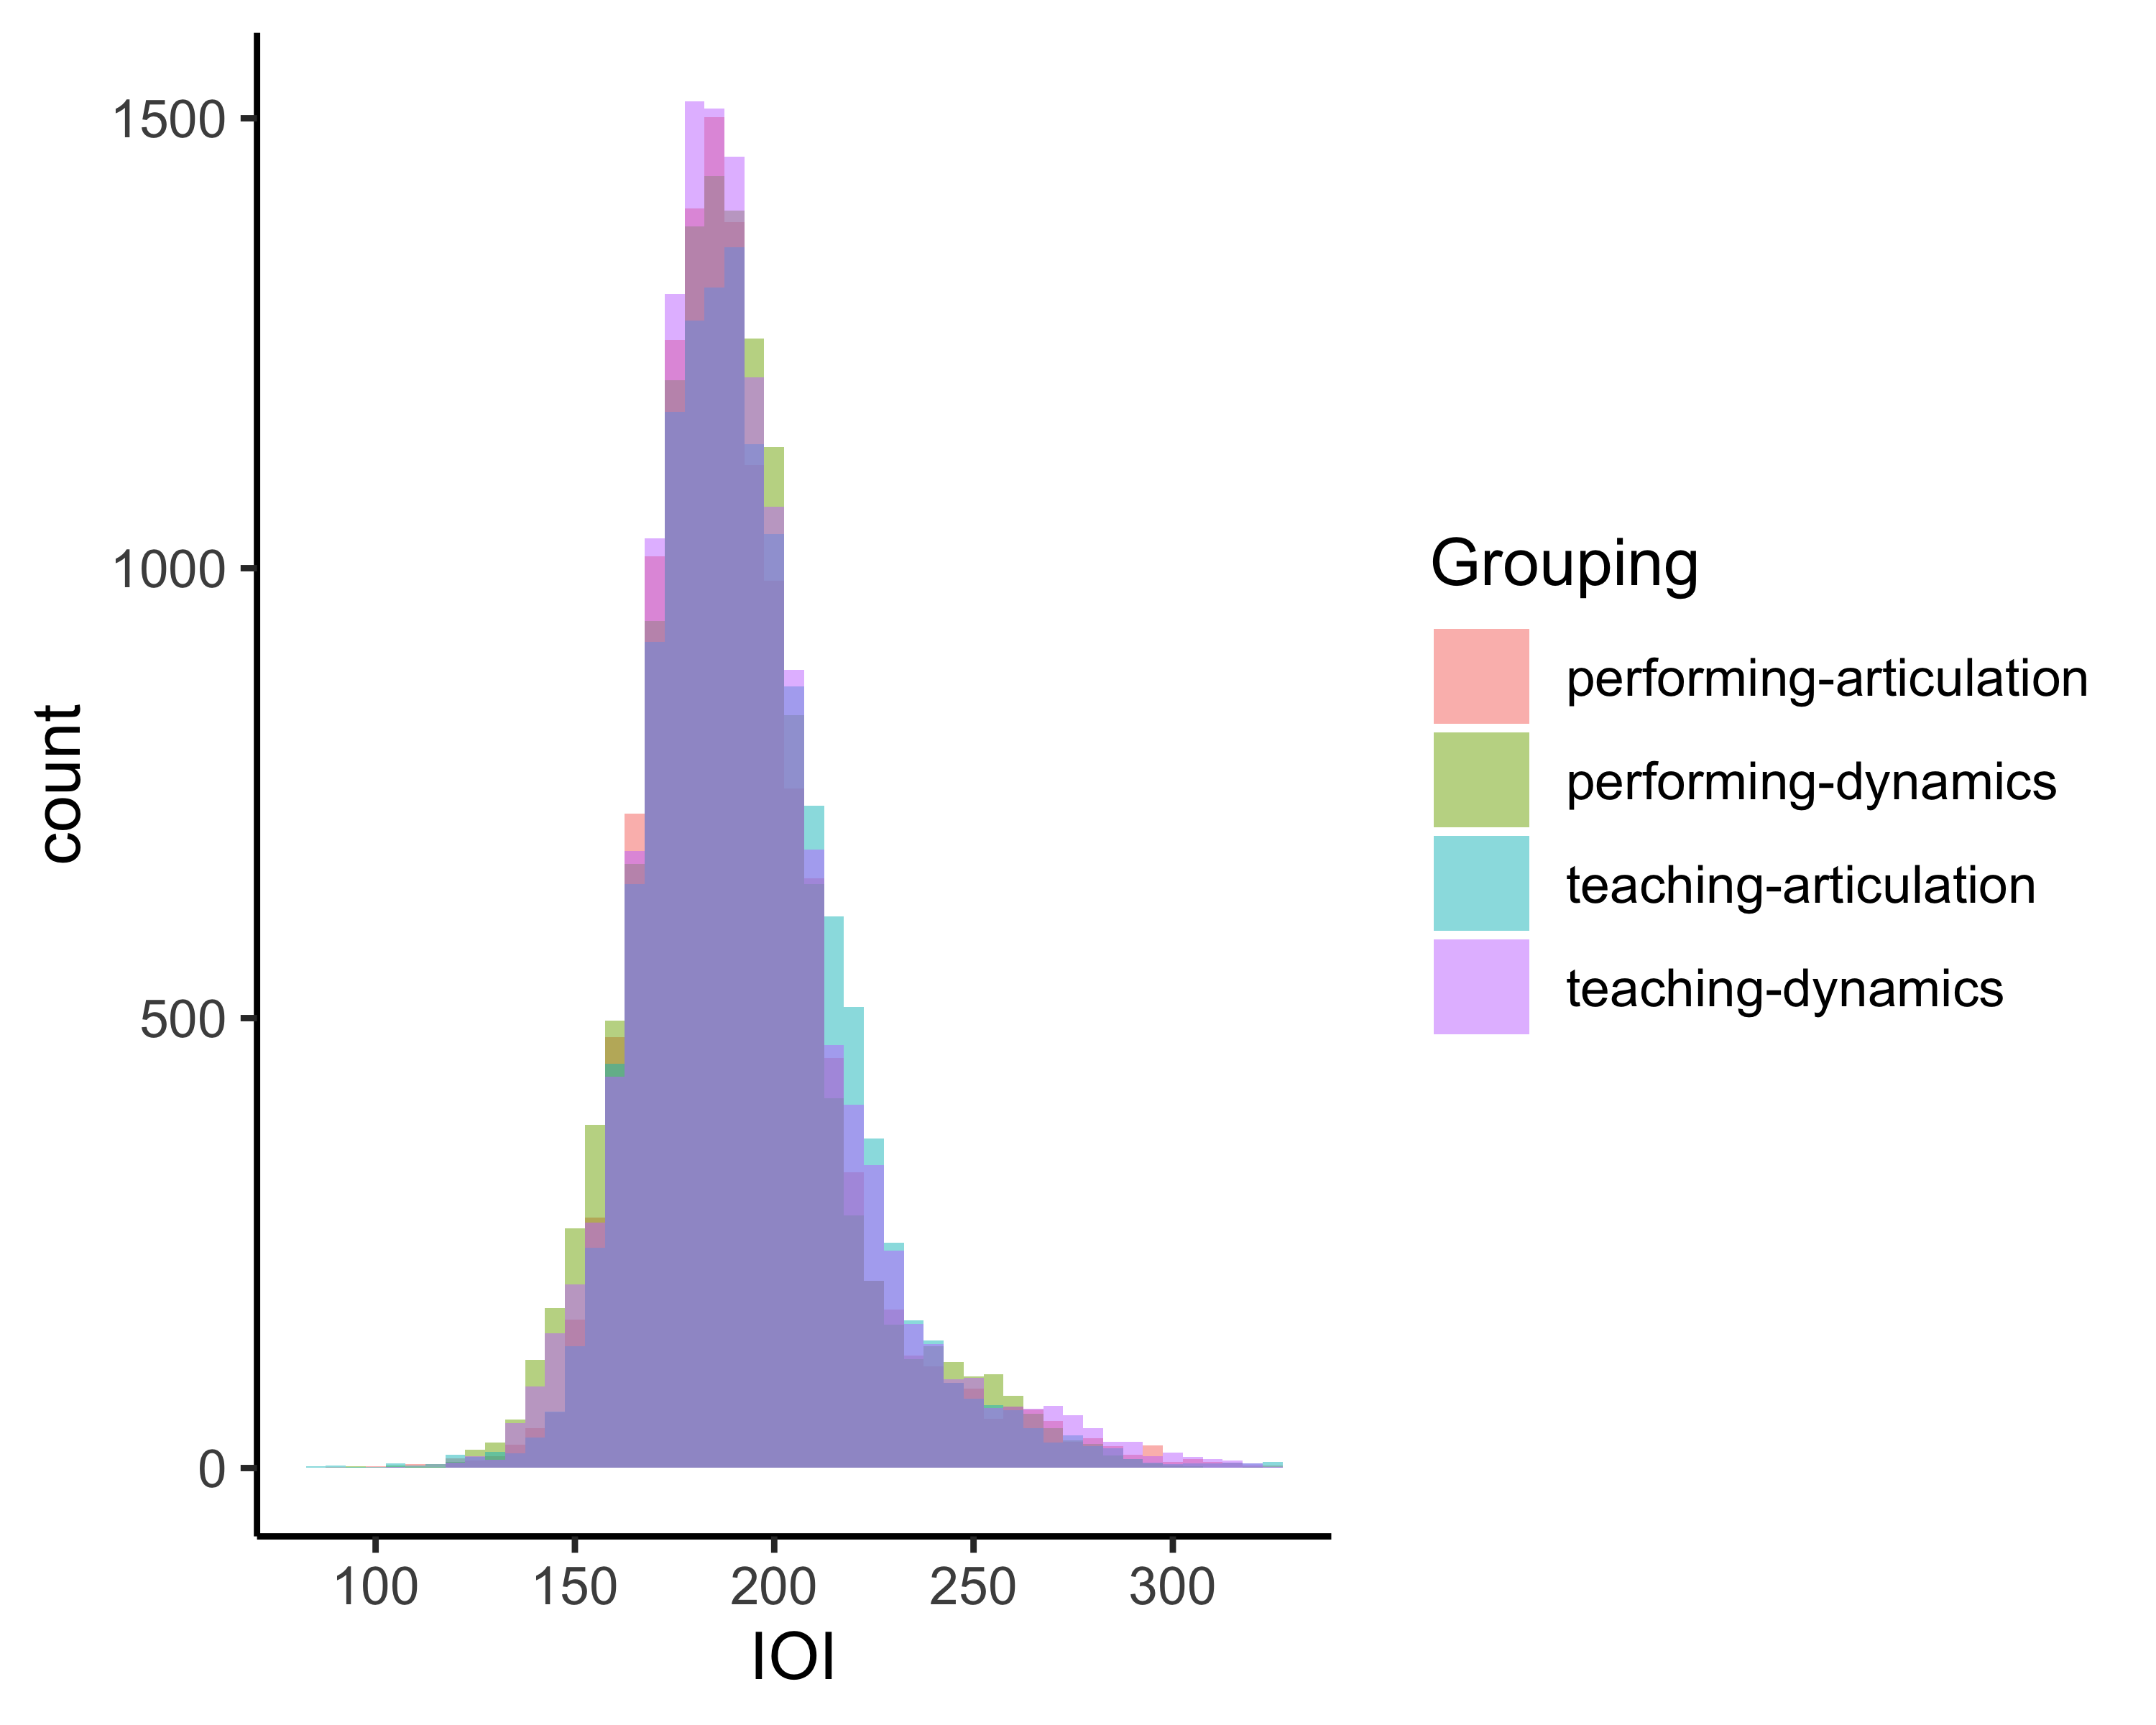 1500
1000
500
0
count
100 150 200 250 300
IOI
Grouping
performing-articulation
performing-dynamics
teaching-articulation
teaching-dynamics